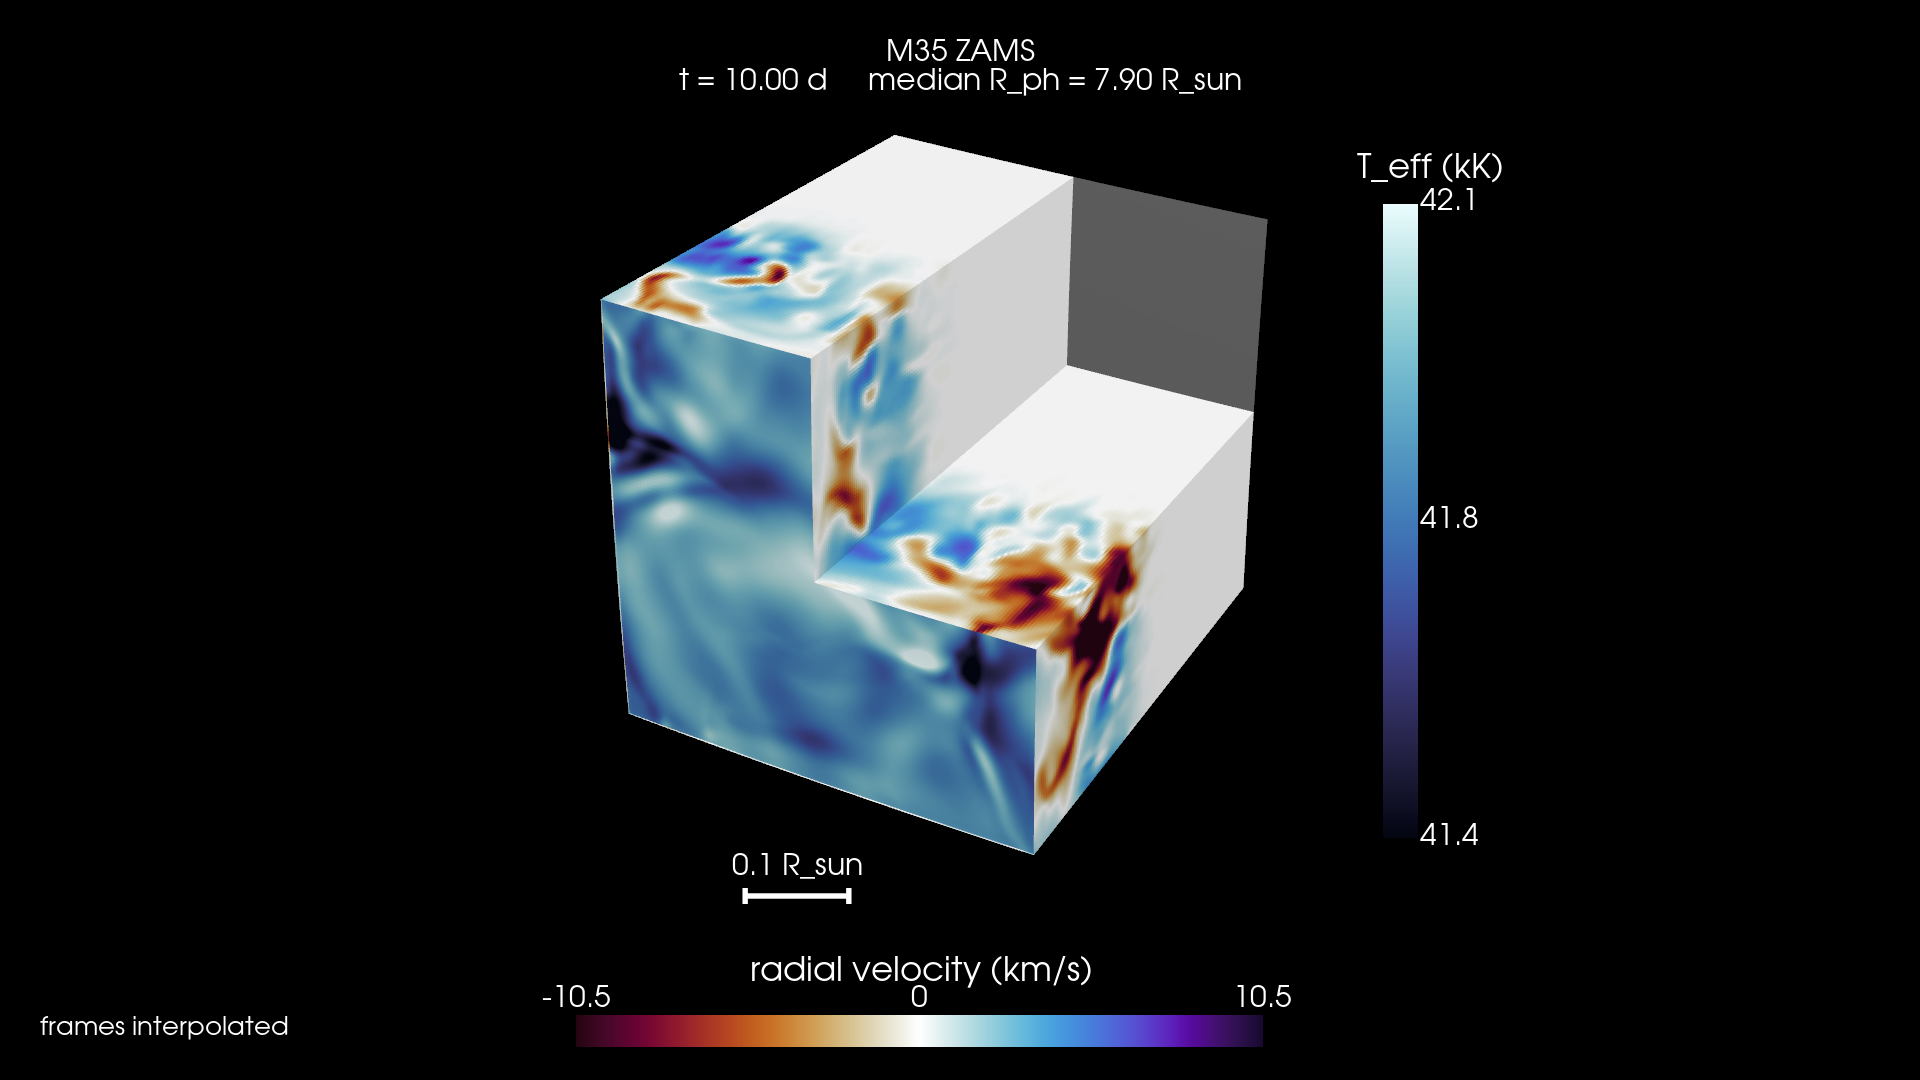 M35 ZAMS
t = 10.00 d median R_ph = 7.90 R_sun
T_eff (kK)
42.1
41.8
41.4
0.1 R_sun
radial velocity (km/s)
-10.5 0 10.5
frames interpolated